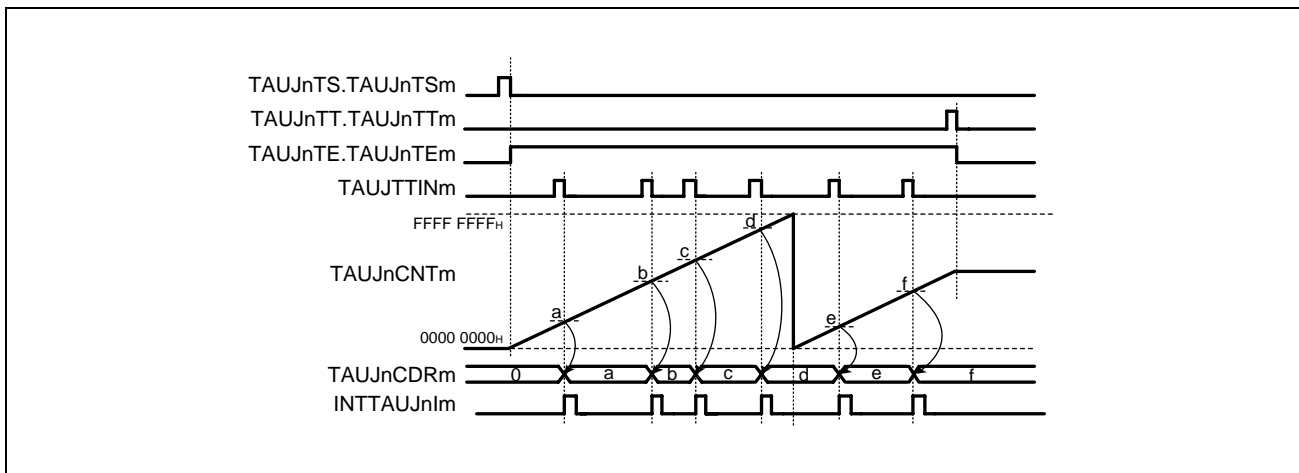 TAUJnTS.TAUJnTSm
TAUJnTT.TAUJnTTm
TAUJnTE.TAUJnTEm
TAUJTTINm
FFFF FFFFH
d
c
TAUJnCNTm
b
f
a
e
0000 0000H
TAUJnCDRm 0 a b c d e f
INTTAUJnIm